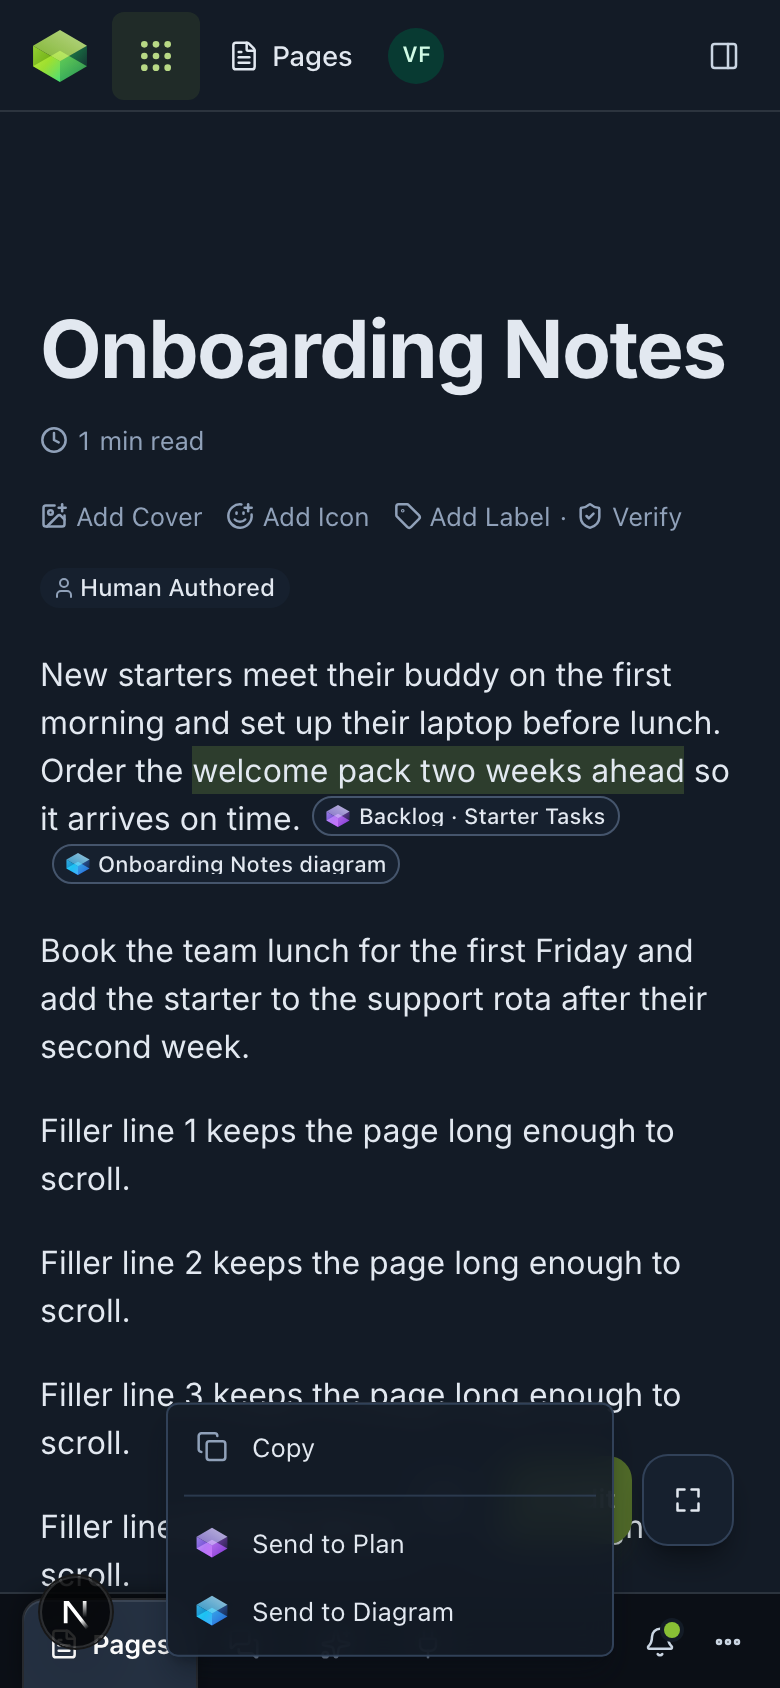 Pages
VF
Onboarding Notes
1 min read
Add Cover
Add Icon
Add Label · Verify
Human Authored
New starters meet their buddy on the first
morning and set up their laptop before lunch.
Order the welcome pack two weeks ahead so
it arrives on time. Backlog · Starter Tasks
Onboarding Notes diagram
Book the team lunch for the first Friday and
add the starter to the support rota after their
second week.
Filler line 1 keeps the page long enough to
scroll.
Filler line 2 keeps the page long enough to
scroll.
Filler line 3 keeps the page long enough to
scroll.
Copy
Filler line
scroll.
Send to Plan
Send to Diagram
N
Pages